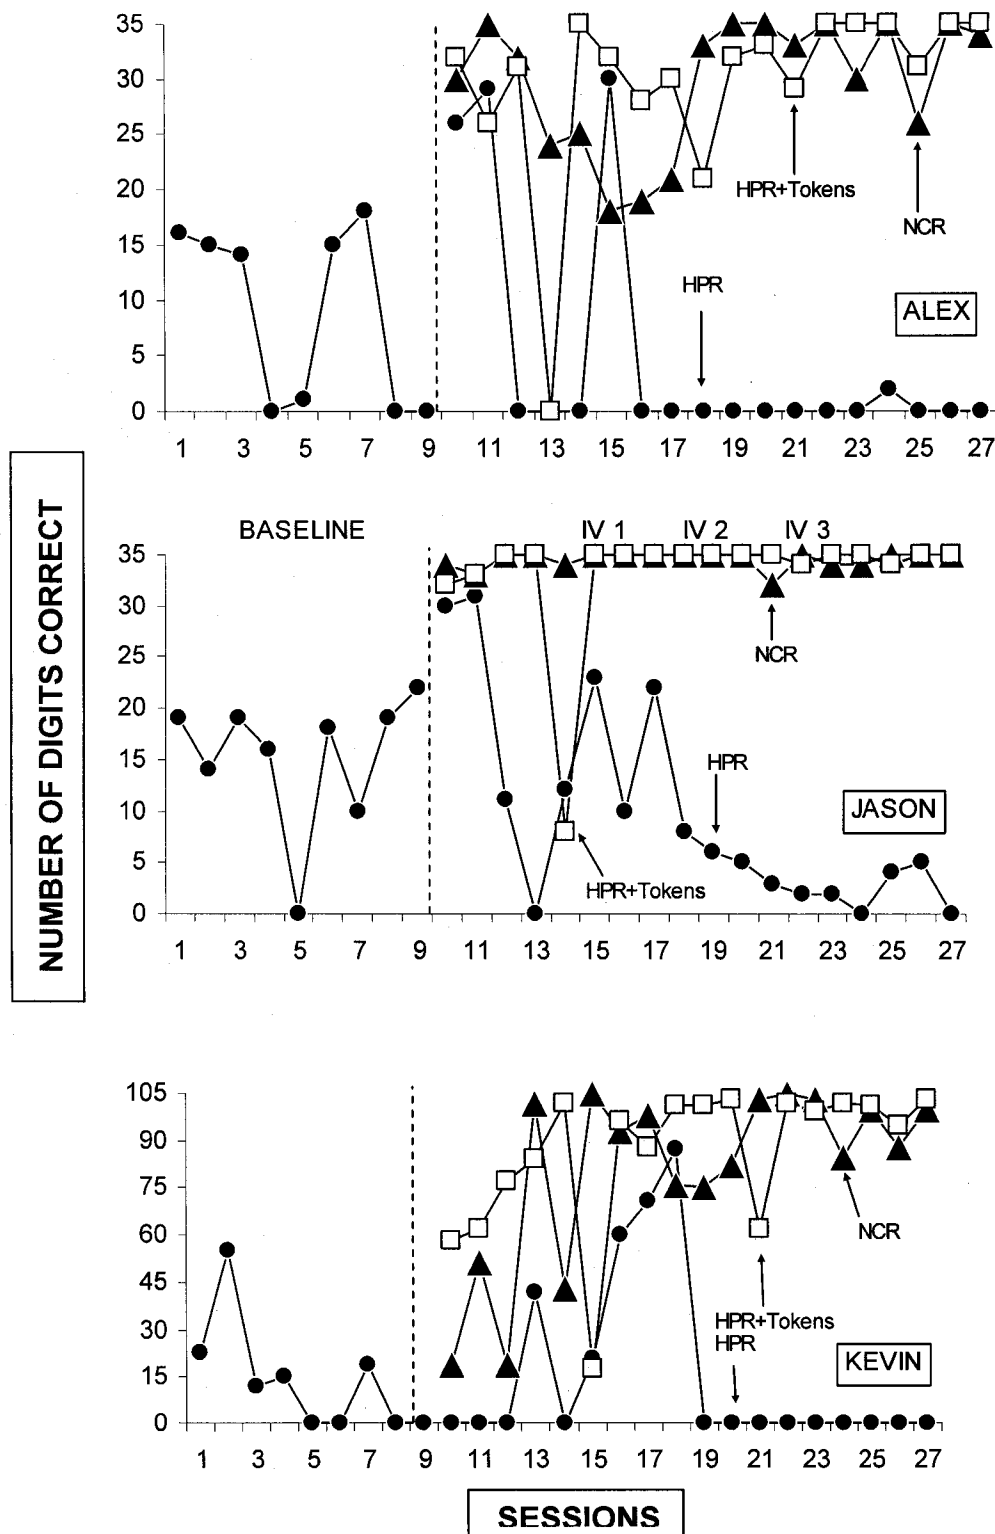 35
30
25
20
15
10
5
0
HPR+Tokens
NCR
HPR
ALEX
1 3 5 7 9 11 13 15 17 19 21 23 25 27
NUMBER OF DIGITS CORRECT
BASELINE IV 1 IV 2 IV 3
35
30
25
20
15
10
5
0
NCR
HPR
JASON
HPR+Tokens
1 3 5 7 9 11 13 15 17 19 21 23 25 27
105
90
75
60
45
30
15
0
NCR
HPR+Tokens
HPR
KEVIN
1 3 5 7 9 11 13 15 17 19 21 23 25 27
SESSIONS